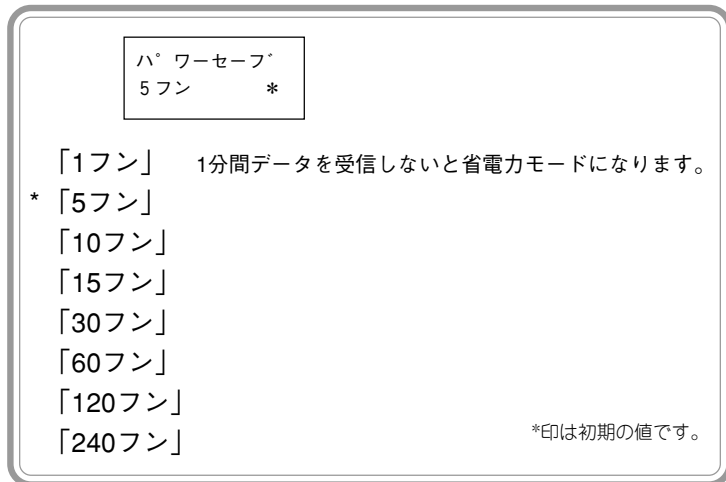 ハ゜ワーセーフ゛
5フン　　　*
「1フン」　1分間データを受信しないと省電力モードになります。
*「5フン」
「10フン」
「15フン」
「30フン」
「60フン」
「120フン」
「240フン」
*印は初期の値です。